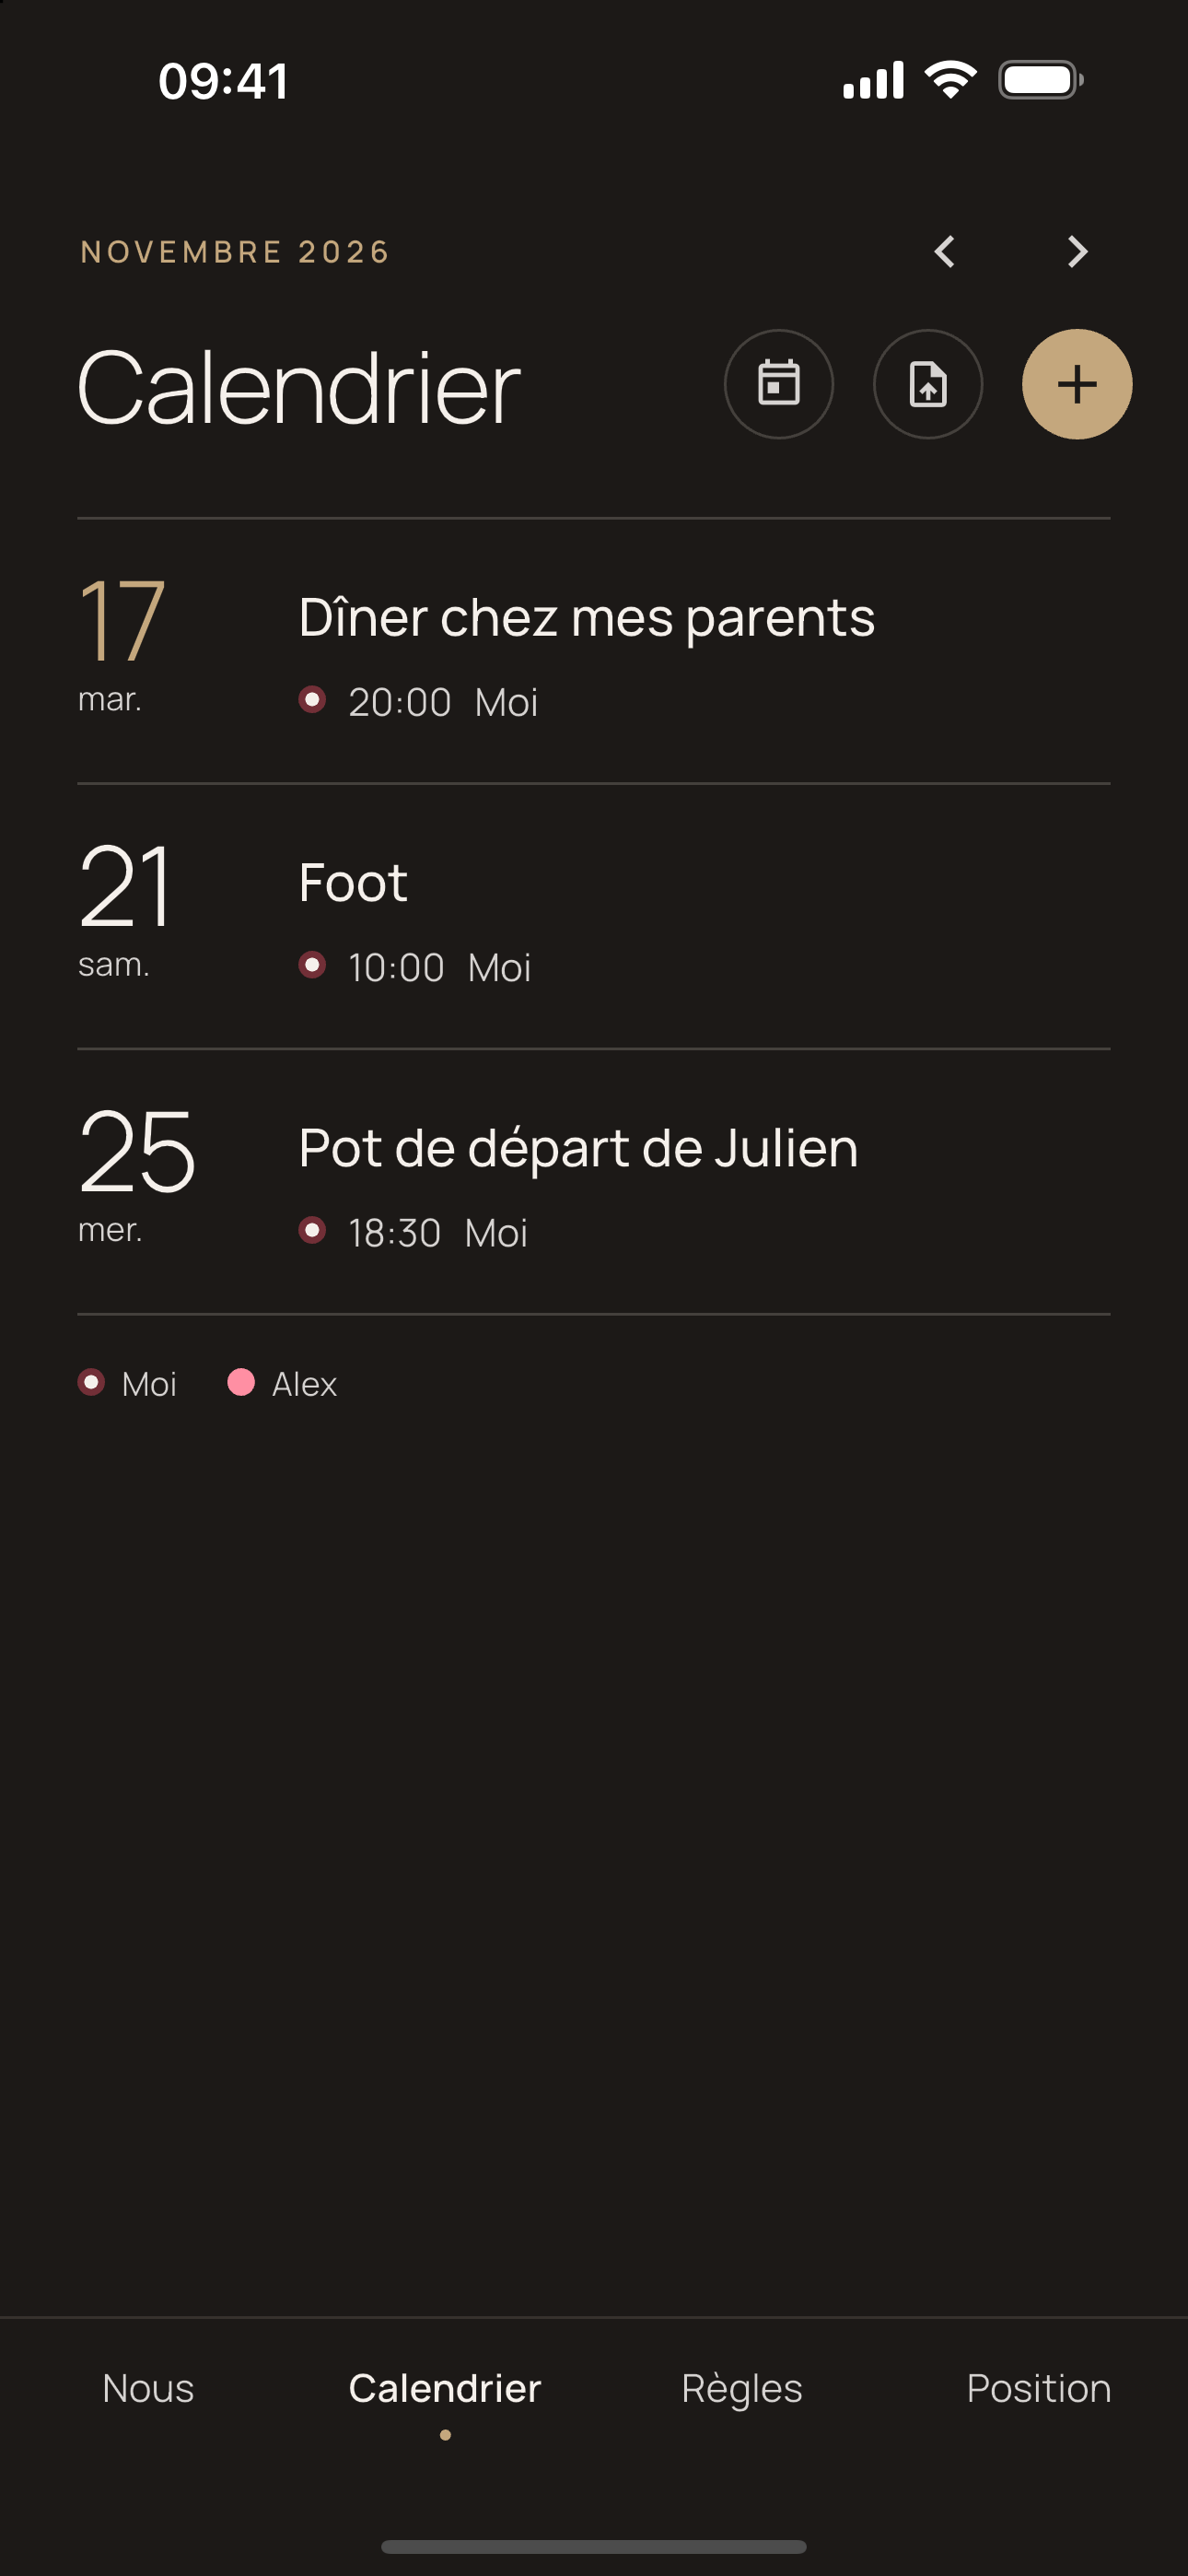 09:41
NOVEMBRE 2026
Calendrier
17
mar.
Dîner chez mes parents
20:00 Moi
21
sam.
Foot
10:00 Moi
25
mer.
Pot de départ de Julien
18:30 Moi
Moi Alex
Nous Calendrier Règles Position